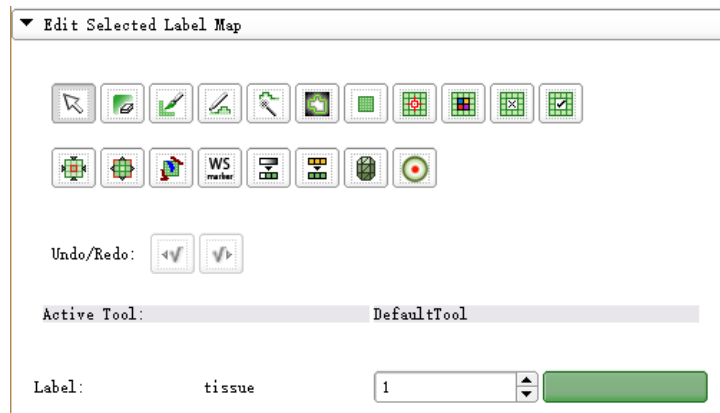 Edit Selected Label Map
WS
marker
Undo/Redo:
Active Tool: DefaultTool
Label: tissue 1